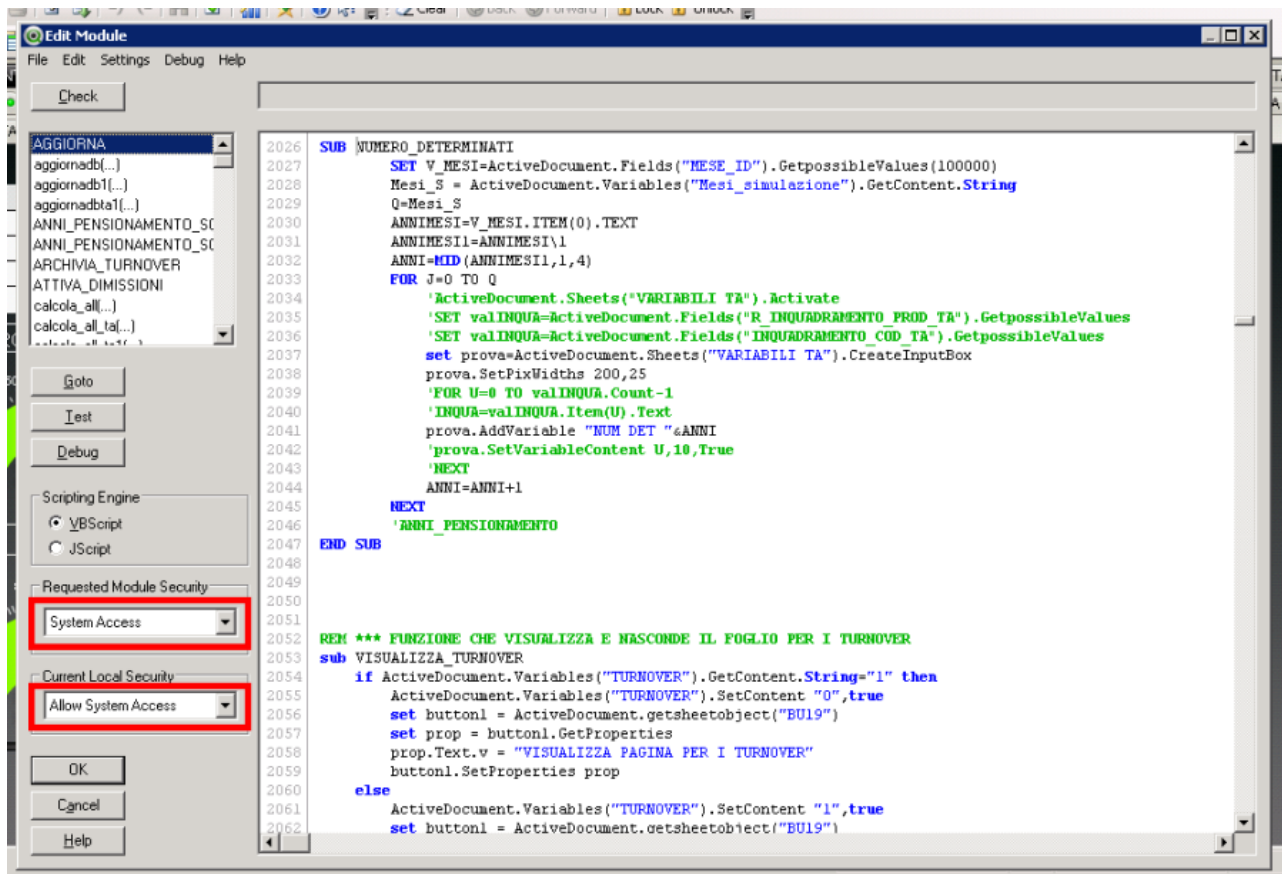 Clear Back Forward Lock Unlock
Edit Module
File Edit Settings Debug Help
Check
AGGIORNA
aggiornadb(...)
aggiornadb1(...)
aggiornadbta1(...)
ANNI_PENSIONAMENTO_SC
ANNI_PENSIONAMENTO_SC
ARCHIVIA_TURNOVER
ATTIVA_DIMISSIONI
calcola_all(...)
calcola_all_ta(...)
Goto
Test
Debug
Scripting Engine
VBScript
JScript
Requested Module Security
System Access
Current Local Security
Allow System Access
OK
Cancel
Help
2026 SUB NUMERO_DETERMINATI
2027 SET V_MESI=ActiveDocument.Fields("MESE_ID").GetpossibleValues(100000)
2028 Mesi_S = ActiveDocument.Variables("Mesi_simulazione").GetContent.String
2029 Q=Mesi_S
2030 ANNIMESI=V_MESI.ITEM(0).TEXT
2031 ANNIMESI1=ANNIMESI\1
2032 ANNI=MID(ANNIMESI1,1,4)
2033 FOR J=0 TO Q
2034 'ActiveDocument.Sheets("VARIABILI TA").Activate
2035 'SET valINQUA=ActiveDocument.Fields("R_INQUADRAMENTO_PROD_TA").GetpossibleValues
2036 'SET valINQUA=ActiveDocument.Fields("INQUADRAMENTO_COD_TA").GetpossibleValues
2037 set prova=ActiveDocument.Sheets("VARIABILI TA").CreateInputBox
2038 prova.SetPixWidths 200,25
2039 'FOR U=0 TO valINQUA.Count-1
2040 'INQUA=valINQUA.Item(U).Text
2041 prova.AddVariable "NUM DET "&ANNI
2042 'prova.SetVariableContent U,10,True
2043 'NEXT
2044 ANNI=ANNI+1
2045 NEXT
2046 'ANNI_PENSIONAMENTO
2047 END SUB
2048
2049
2050
2051
2052 REM *** FUNZIONE CHE VISUALIZZA E NASCONDE IL FOGLIO PER I TURNOVER
2053 sub VISUALIZZA_TURNOVER
2054 if ActiveDocument.Variables("TURNOVER").GetContent.String="1" then
2055 ActiveDocument.Variables("TURNOVER").SetContent "0",true
2056 set button1 = ActiveDocument.getsheetobject("BU19")
2057 set prop = button1.GetProperties
2058 prop.Text.v = "VISUALIZZA PAGINA PER I TURNOVER"
2059 button1.SetProperties prop
2060 else
2061 ActiveDocument.Variables("TURNOVER").SetContent "1",true
2062 set button1 = ActiveDocument.getsheetobject("BU19")